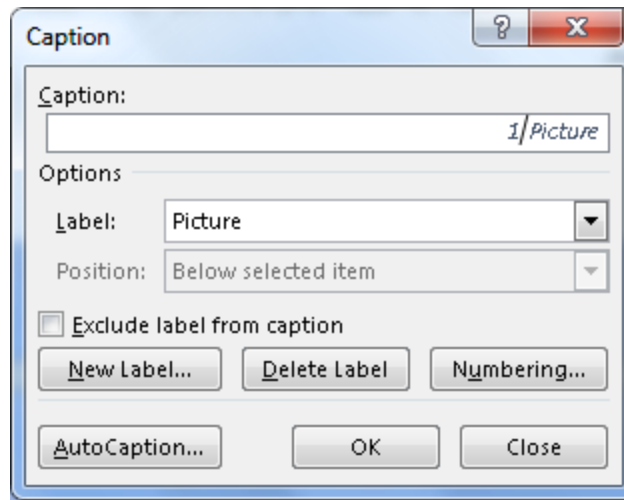 Caption
Caption:
1 Picture
Options
Label: Picture
Position: Below selected item
Exclude label from caption
New Label... Delete Label Numbering...
AutoCaption... OK Close